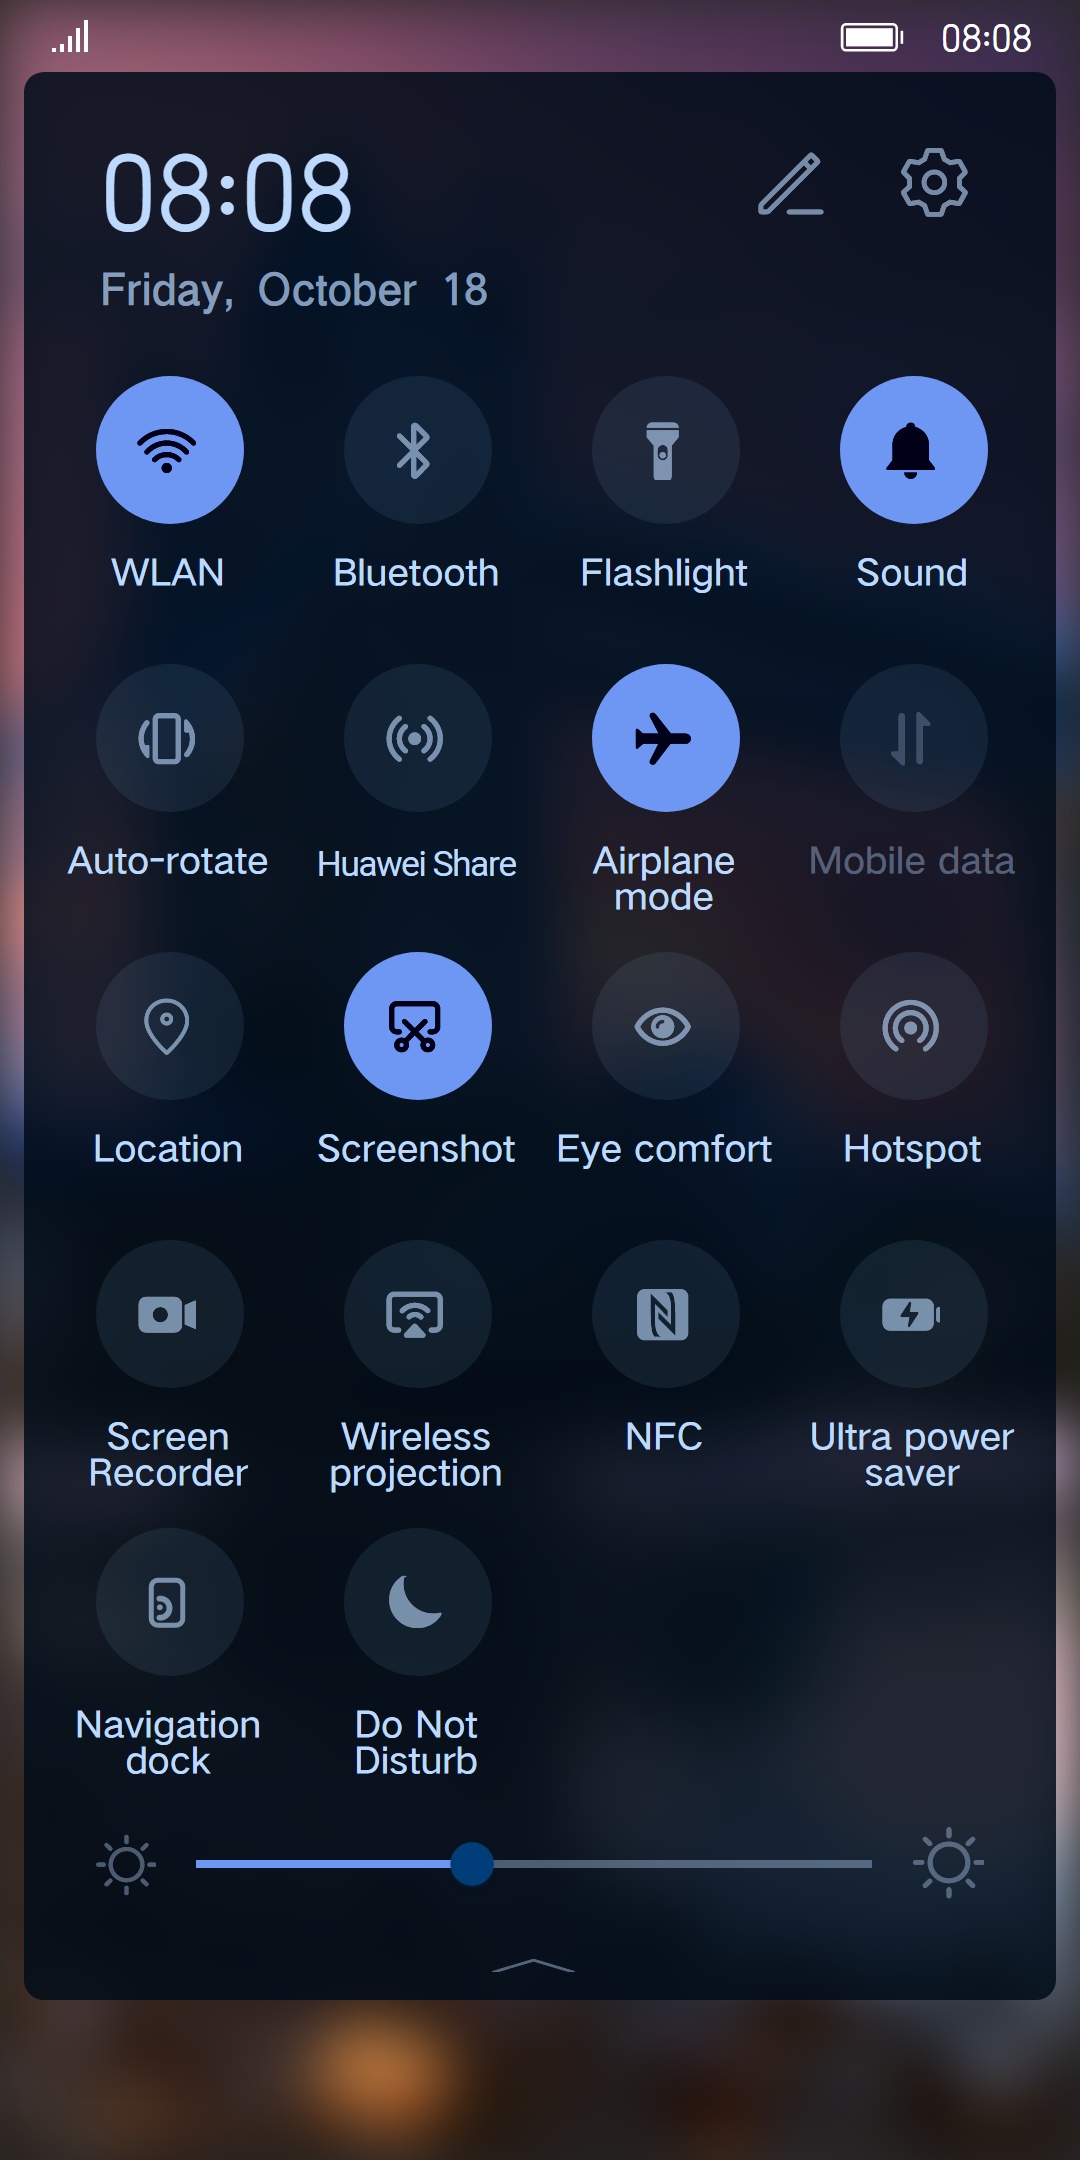 08:08
08:08
Friday, October 18
WLAN
Bluetooth
Flashlight
Sound
Auto-rotate
Huawei Share
Airplane
mode
Mobile data
Location
Screenshot
Eye comfort
Hotspot
Screen
Recorder
Wireless
projection
NFC
Ultra power
saver
Navigation
dock
Do Not
Disturb